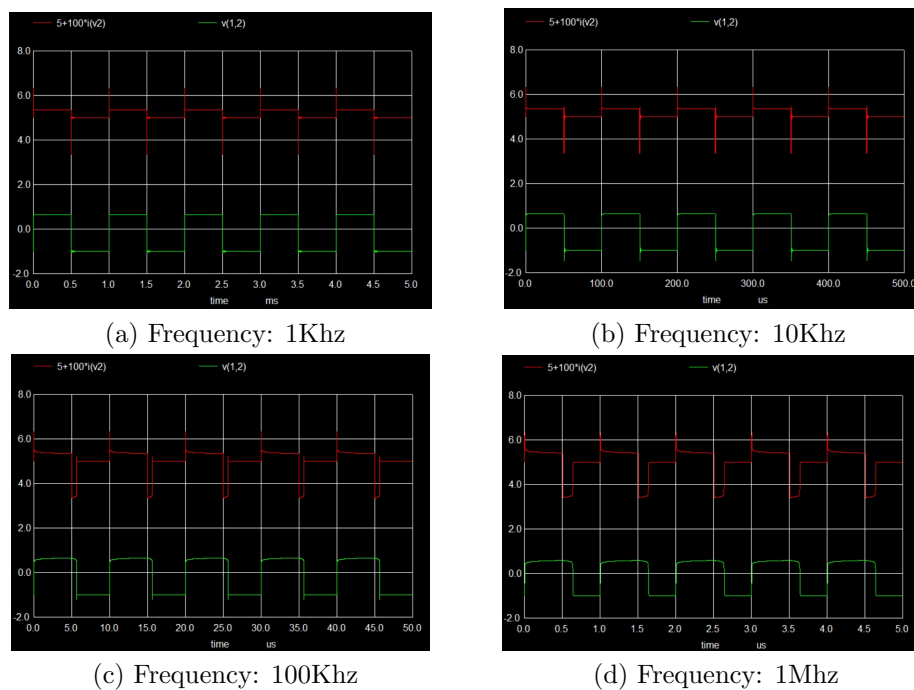 5+100*i(v2) v(1,2)
8.0
6.0
4.0
2.0
0.0
-2.0
0.0 0.5 1.0 1.5 2.0 2.5 3.0 3.5 4.0 4.5 5.0
time ms
(a) Frequency: 1Khz
5+100*i(v2) v(1,2)
8.0
6.0
4.0
2.0
0.0
-2.0
0.0 100.0 200.0 300.0 400.0 500.0
time us
(b) Frequency: 10Khz
5+100*i(v2) v(1,2)
8.0
6.0
4.0
2.0
0.0
-2.0
0.0 5.0 10.0 15.0 20.0 25.0 30.0 35.0 40.0 45.0 50.0
time us
(c) Frequency: 100Khz
5+100*i(v2) v(1,2)
8.0
6.0
4.0
2.0
0.0
-2.0
0.0 0.5 1.0 1.5 2.0 2.5 3.0 3.5 4.0 4.5 5.0
time us
(d) Frequency: 1Mhz